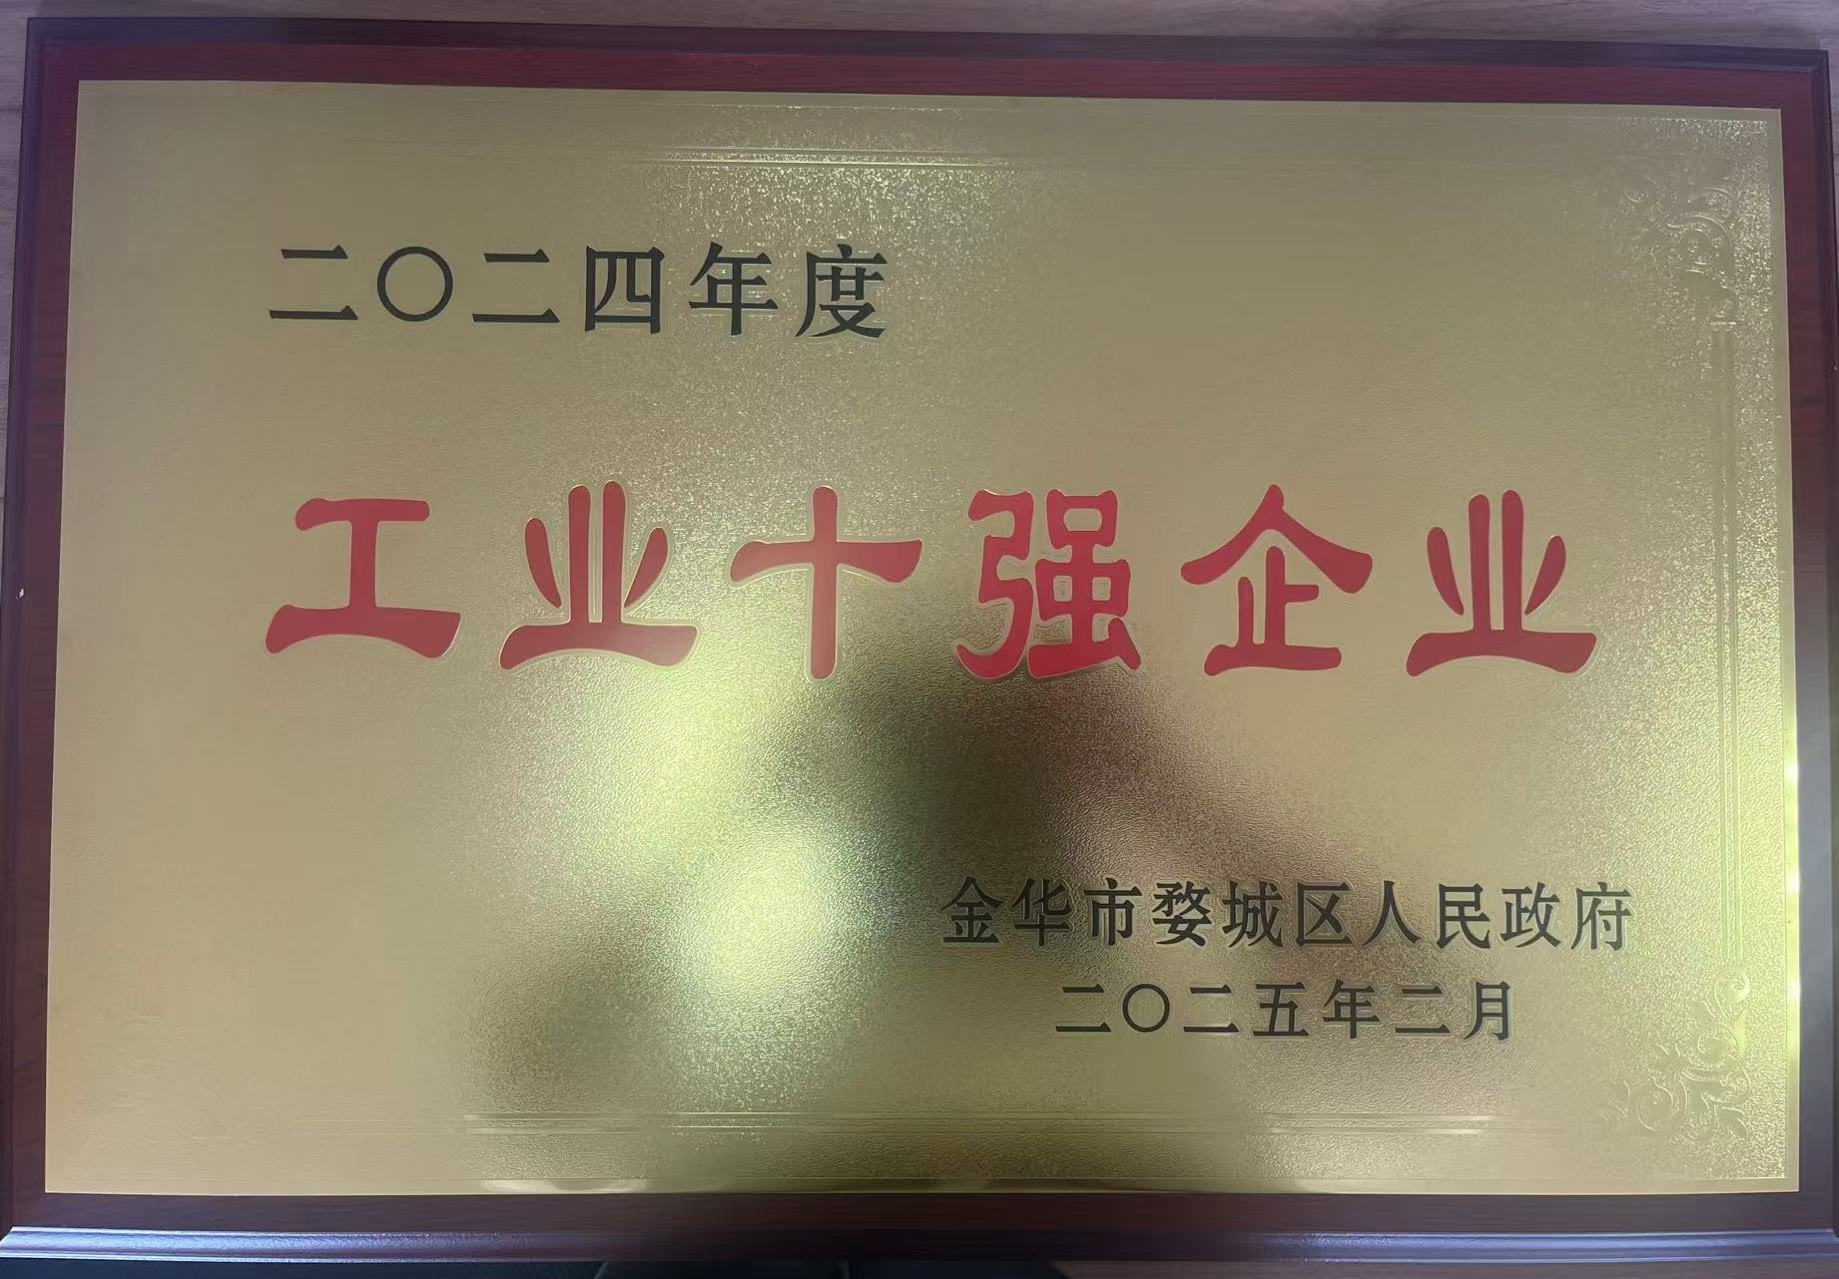 二〇二四年度
工业十强企业
金华市婺城区人民政府
二〇二五年二月